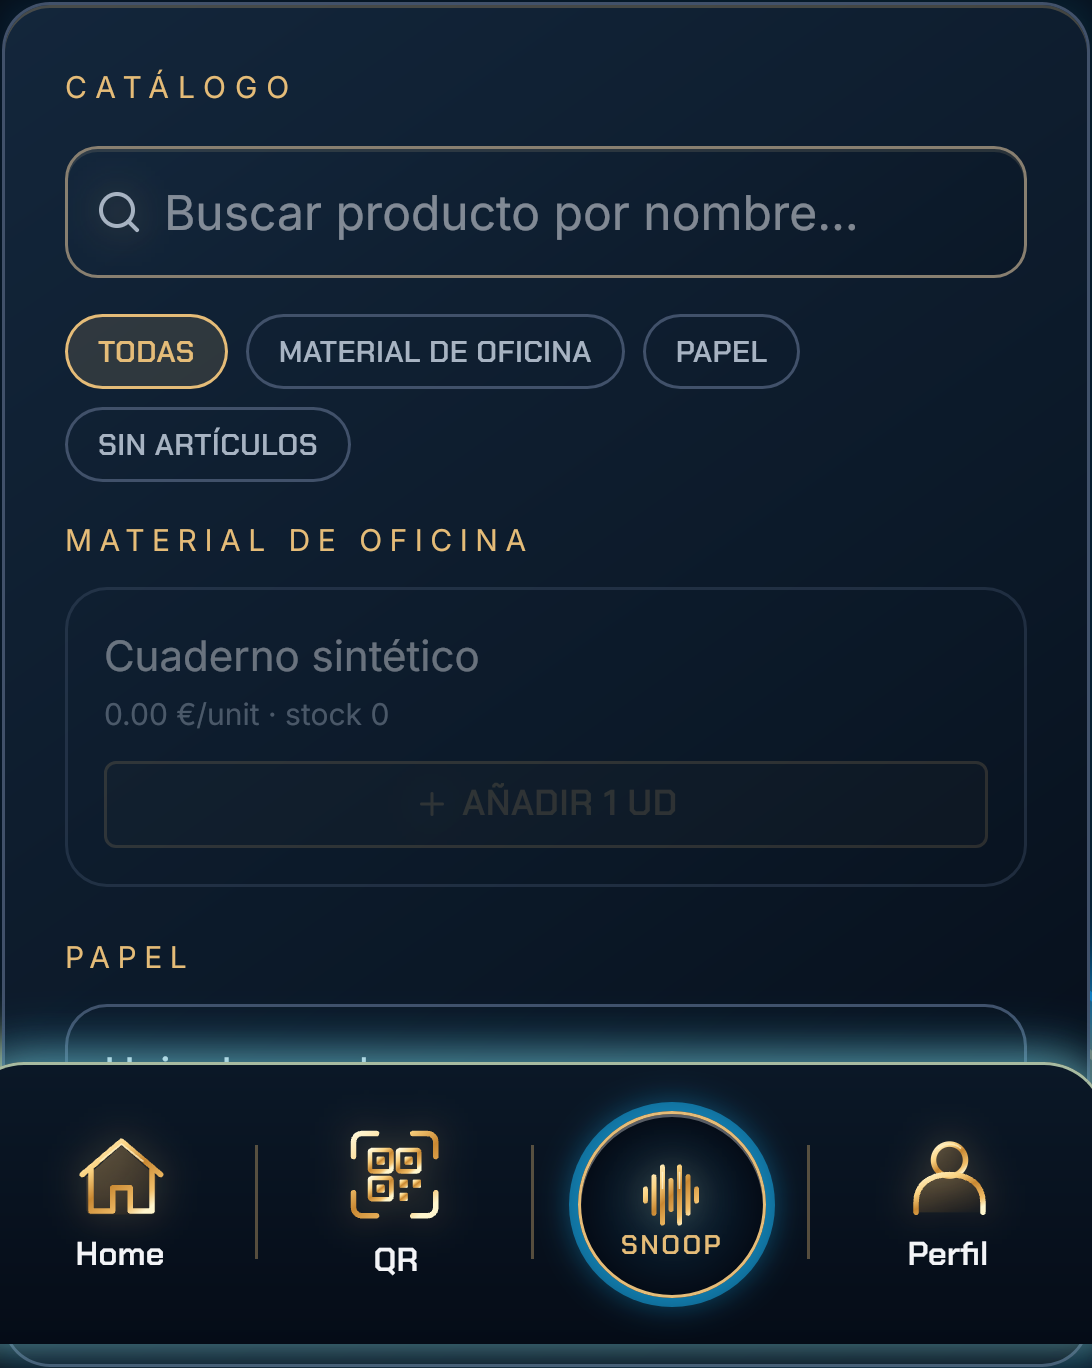 CATÁLOGO
Buscar producto por nombre...
TODAS
MATERIAL DE OFICINA
PAPEL
SIN ARTÍCULOS
MATERIAL DE OFICINA
Cuaderno sintético
0.00 €/unit · stock 0
+ AÑADIR 1 UD
PAPEL
Home
QR
SNOOP
Perfil